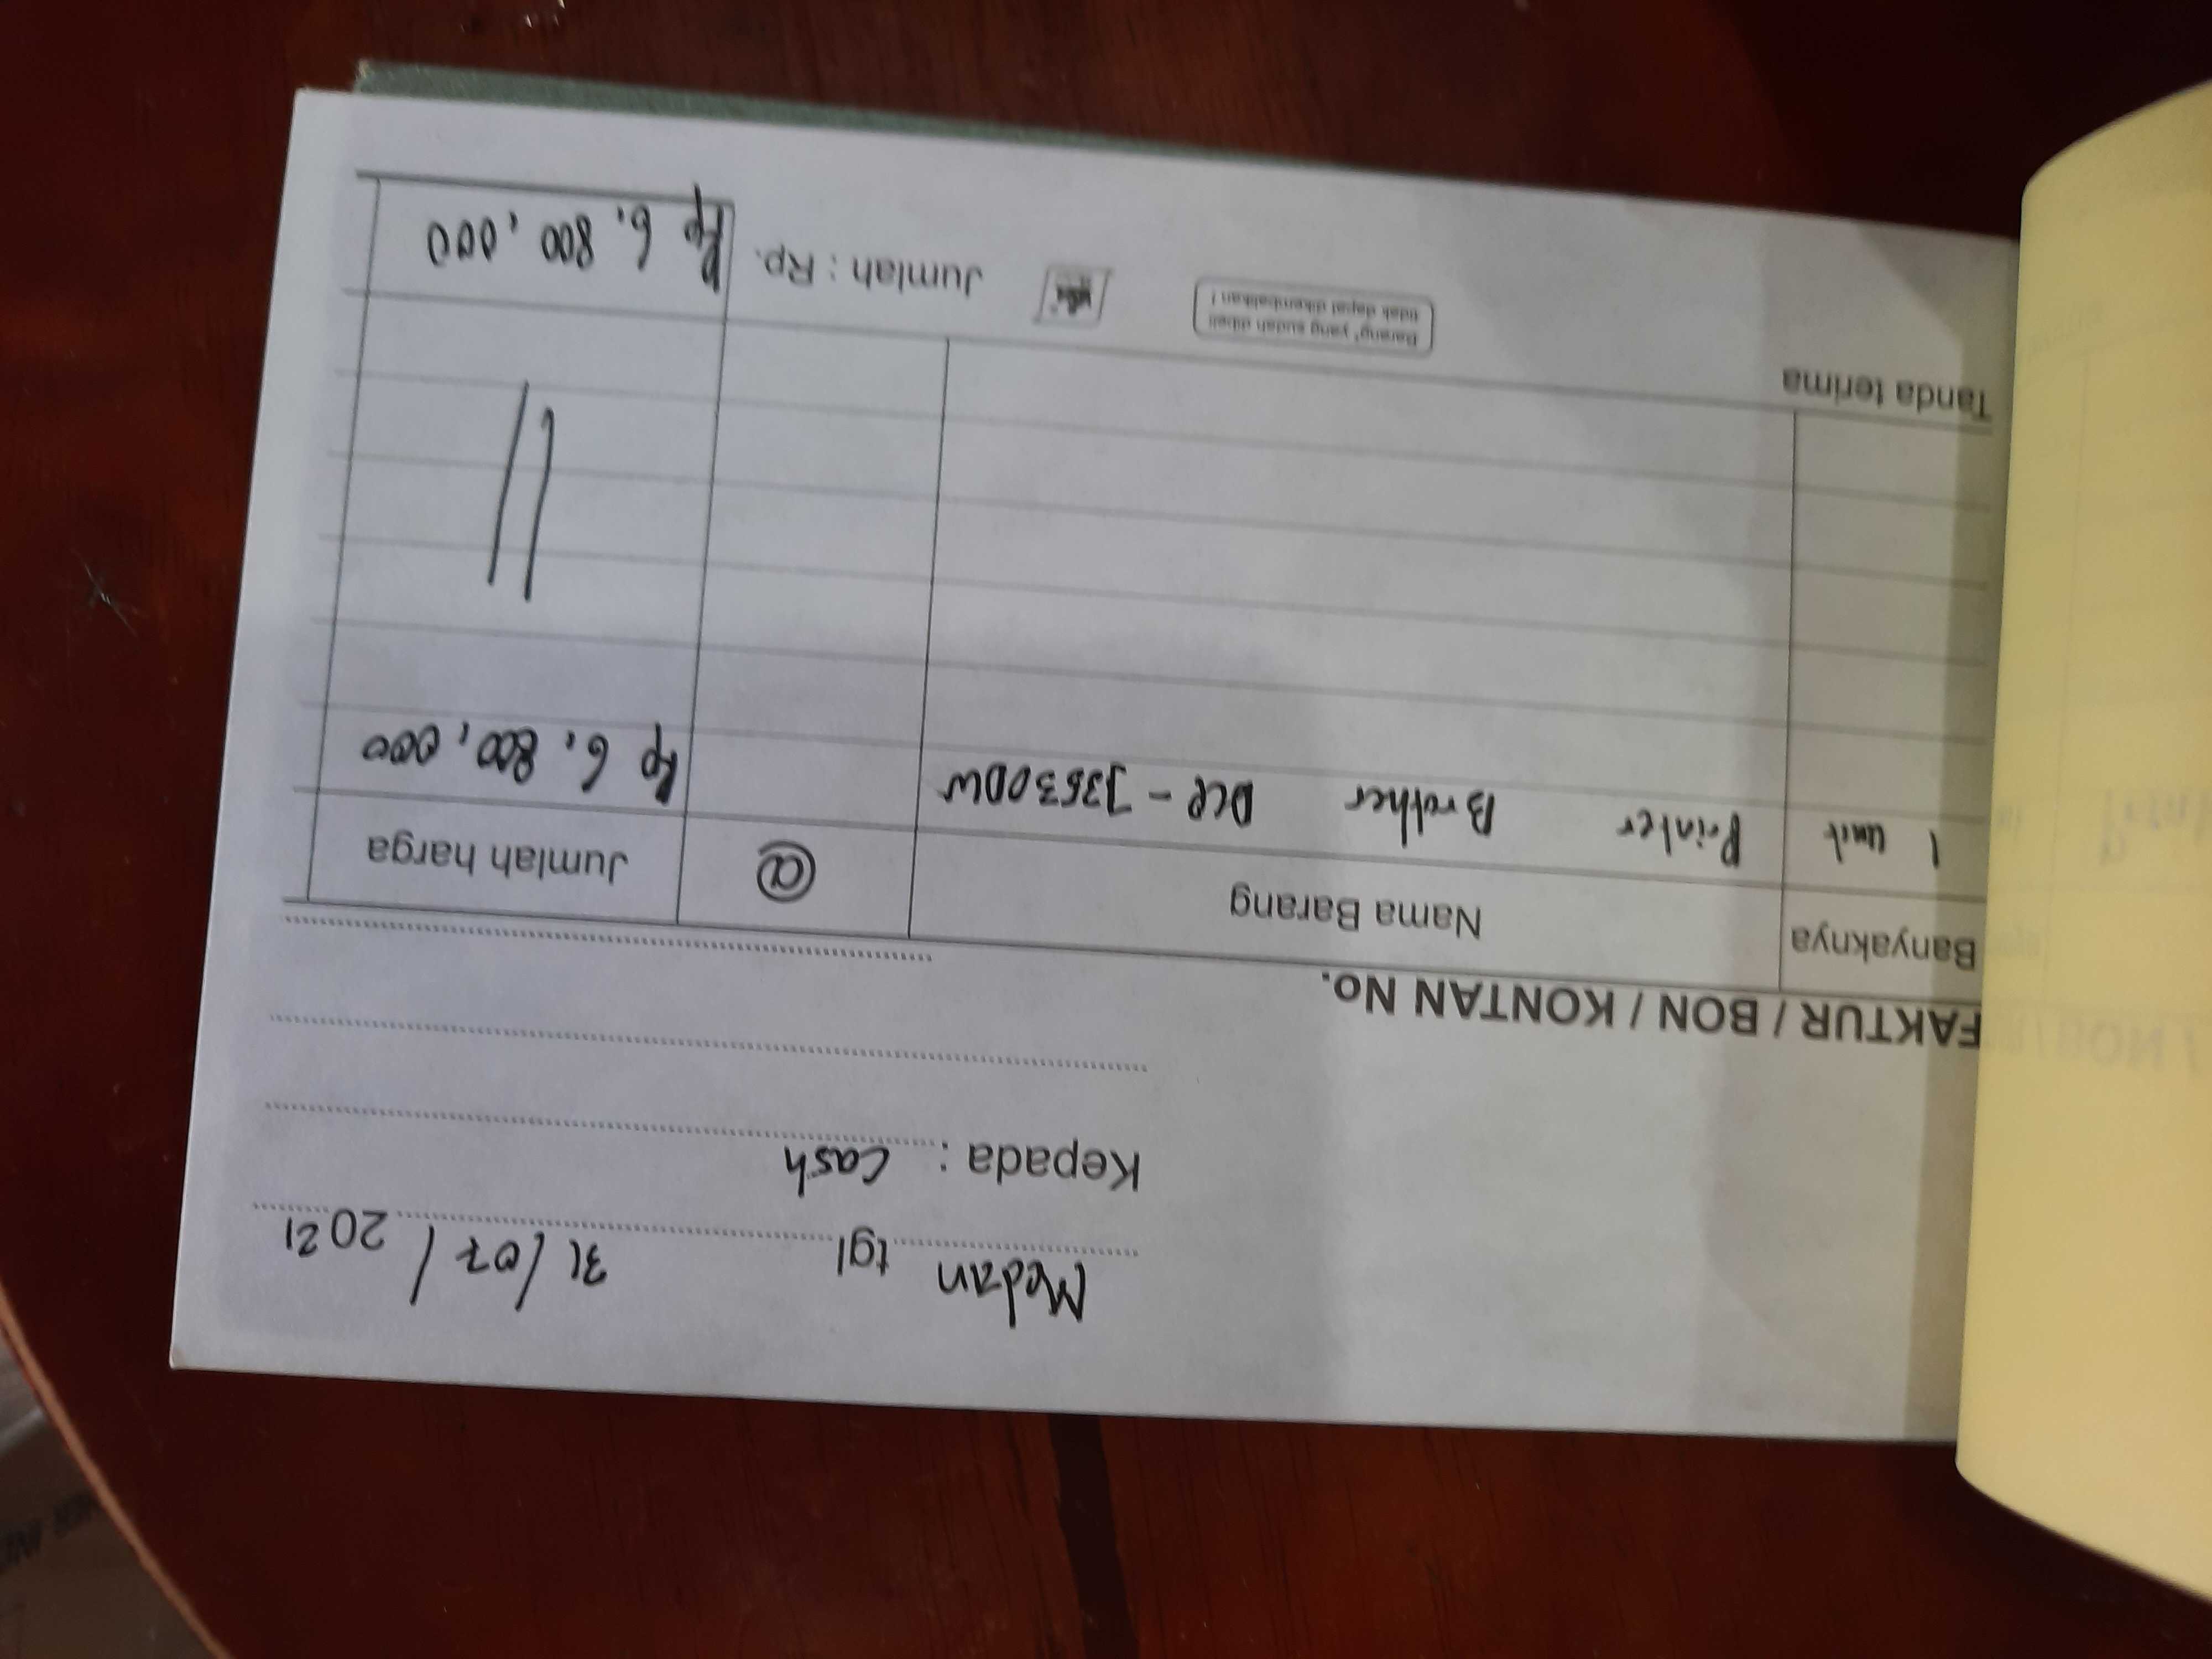 Medan tgl 31/07/2021
Kepada : Cash
FAKTUR / BON / KONTAN No.
Banyaknya Nama Barang @ Jumlah harga
1 unit Printer Brother DCP - J3530DW Rp 6,800,000
Tanda terima
Barang² yang sudah dibeli
tidak dapat dikembalikan !
Jumlah : Rp. Rp 6,800,000